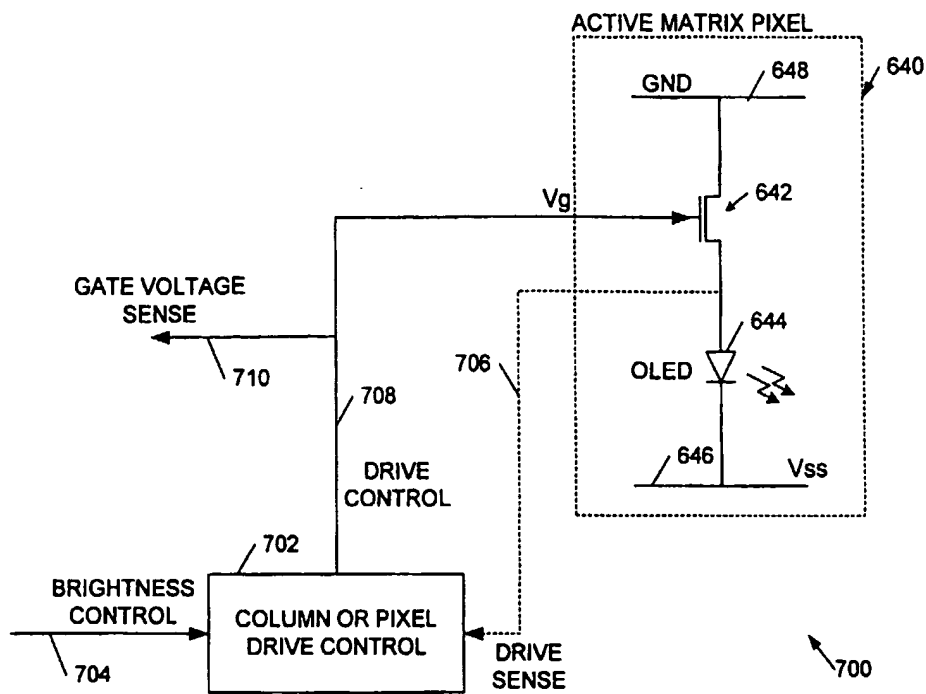 ACTIVE MATRIX PIXEL
640
GND
648
Vg
642
GATE VOLTAGE
SENSE
710
706
644
OLED
708
DRIVE
CONTROL
646
Vss
702
BRIGHTNESS
CONTROL
COLUMN OR PIXEL
DRIVE CONTROL
704
DRIVE
SENSE
700